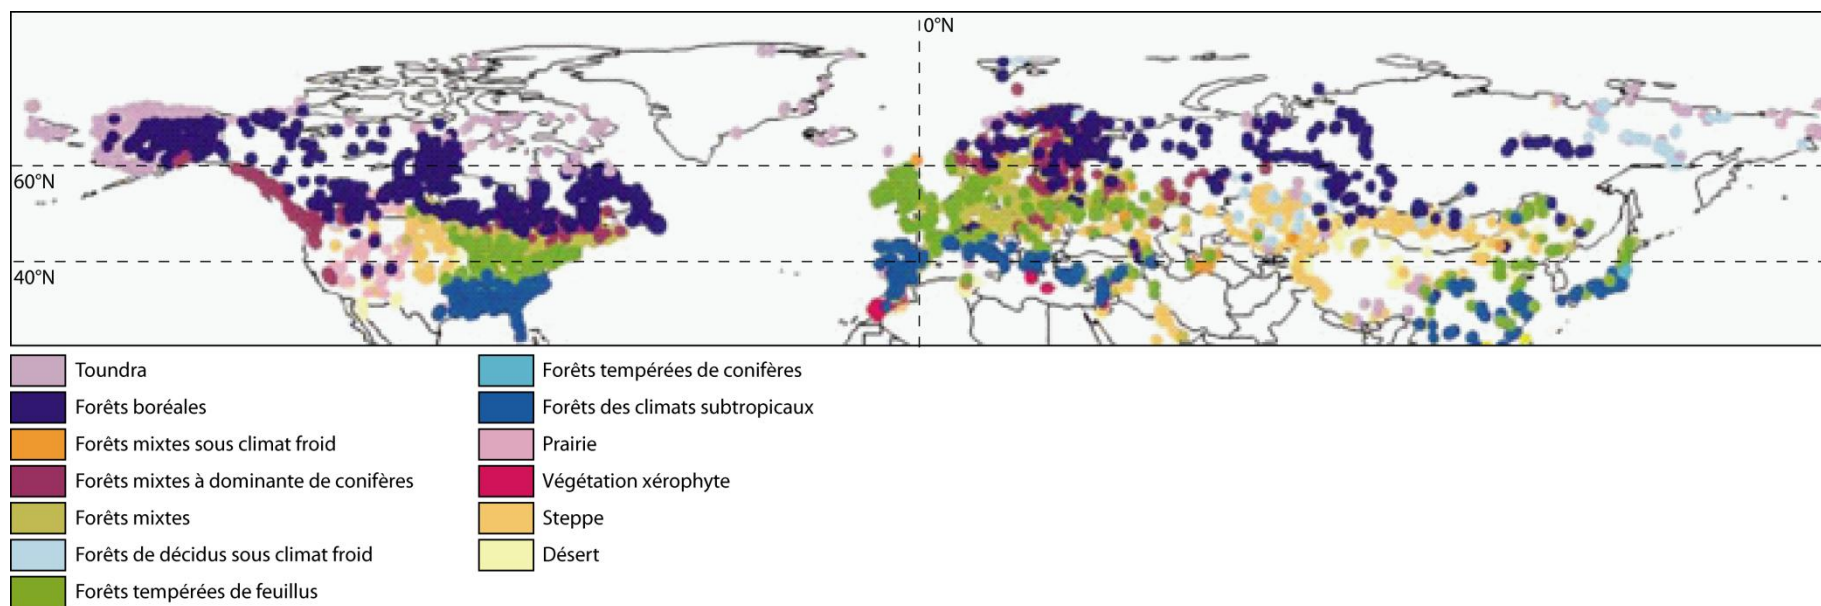 0°N
60°N
40°N
Toundra
Forêts boréales
Forêts mixtes sous climat froid
Forêts mixtes à dominante de conifères
Forêts mixtes
Forêts de décidus sous climat froid
Forêts tempérées de feuillus
Forêts tempérées de conifères
Forêts des climats subtropicaux
Prairie
Végétation xérophyte
Steppe
Désert